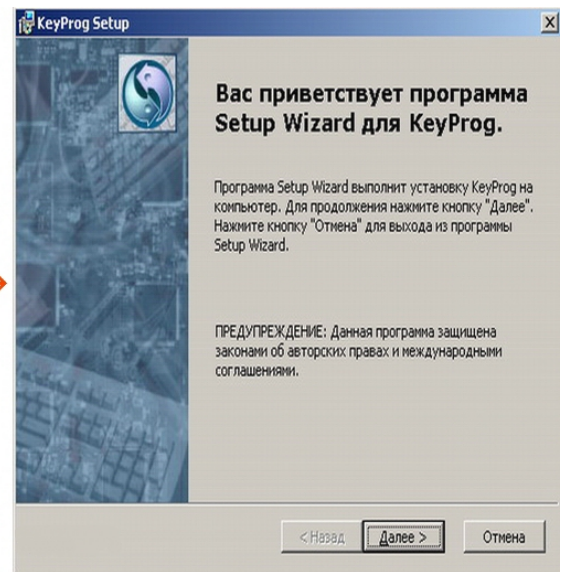 KeyProg Setup
Вас приветствует программа
Setup Wizard для KeyProg.
Программа Setup Wizard выполнит установку KeyProg на
компьютер. Для продолжения нажмите кнопку "Далее".
Нажмите кнопку "Отмена" для выхода из программы
Setup Wizard.
ПРЕДУПРЕЖДЕНИЕ: Данная программа защищена
законами об авторских правах и международными
соглашениями.
< Назад
Далее >
Отмена